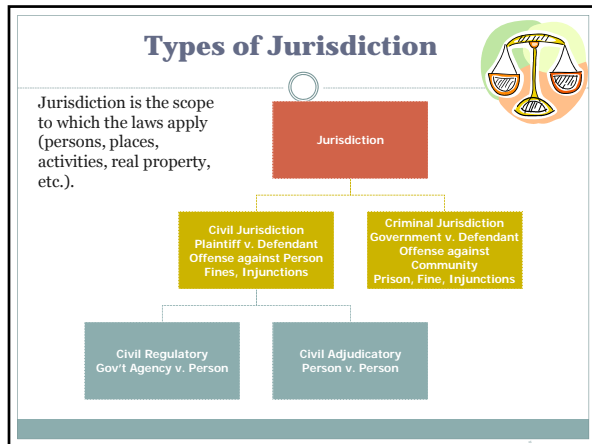 Types of Jurisdiction
Jurisdiction is the scope
to which the laws apply
(persons, places,
activities, real property,
etc.).
Jurisdiction
Civil Jurisdiction
Plaintiff v. Defendant
Offense against Person
Fines, Injunctions
Criminal Jurisdiction
Government v. Defendant
Offense against
Community
Prison, Fine, Injunctions
Civil Regulatory
Gov't Agency v. Person
Civil Adjudicatory
Person v. Person